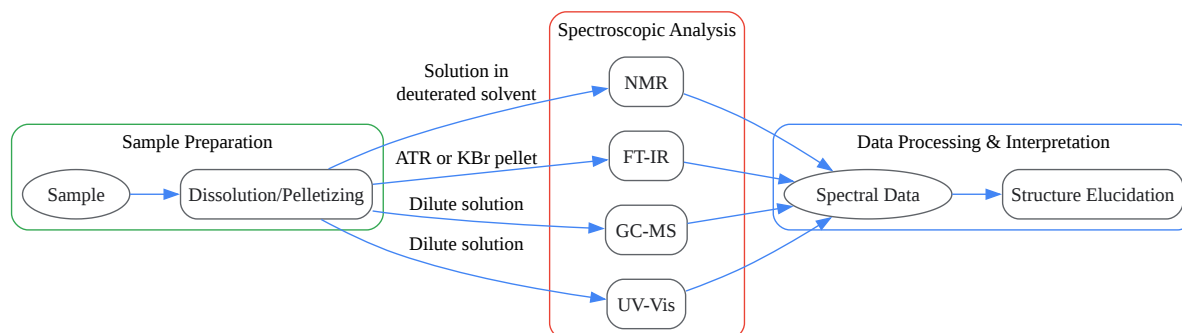 Sample Preparation
Sample
Dissolution/Pelletizing
Solution in
deuterated solvent
ATR or KBr pellet
Dilute solution
Dilute solution
Spectroscopic Analysis
NMR
FT-IR
GC-MS
UV-Vis
Data Processing & Interpretation
Spectral Data
Structure Elucidation